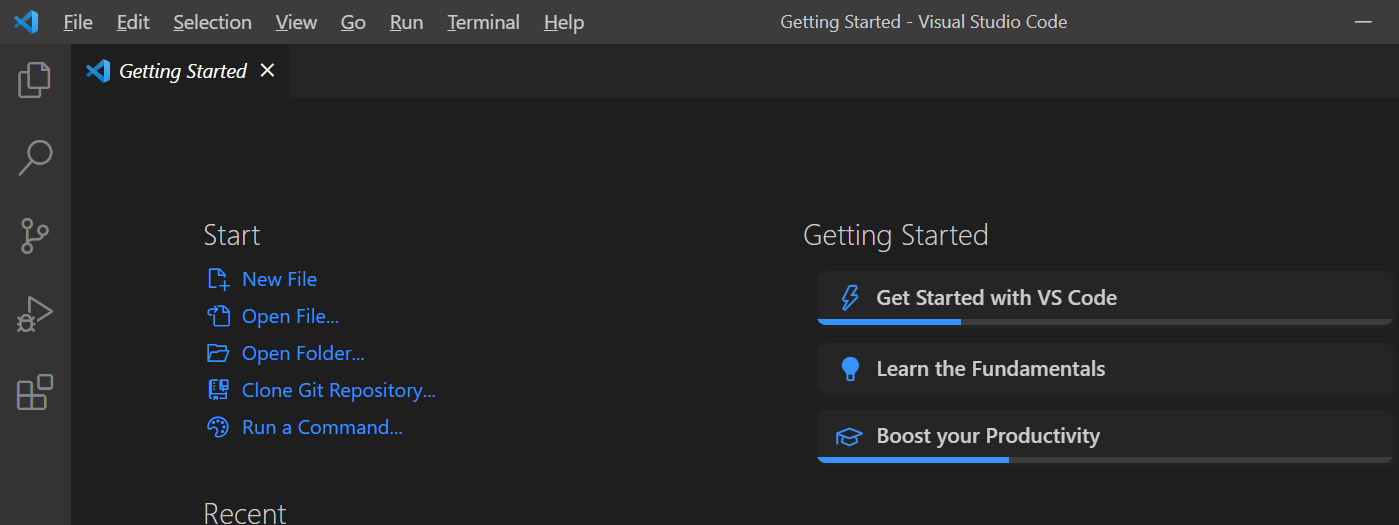 File Edit Selection View Go Run Terminal Help Getting Started - Visual Studio Code
Getting Started
Start
New File
Open File...
Open Folder...
Clone Git Repository...
Run a Command...
Recent
Getting Started
Get Started with VS Code
Learn the Fundamentals
Boost your Productivity